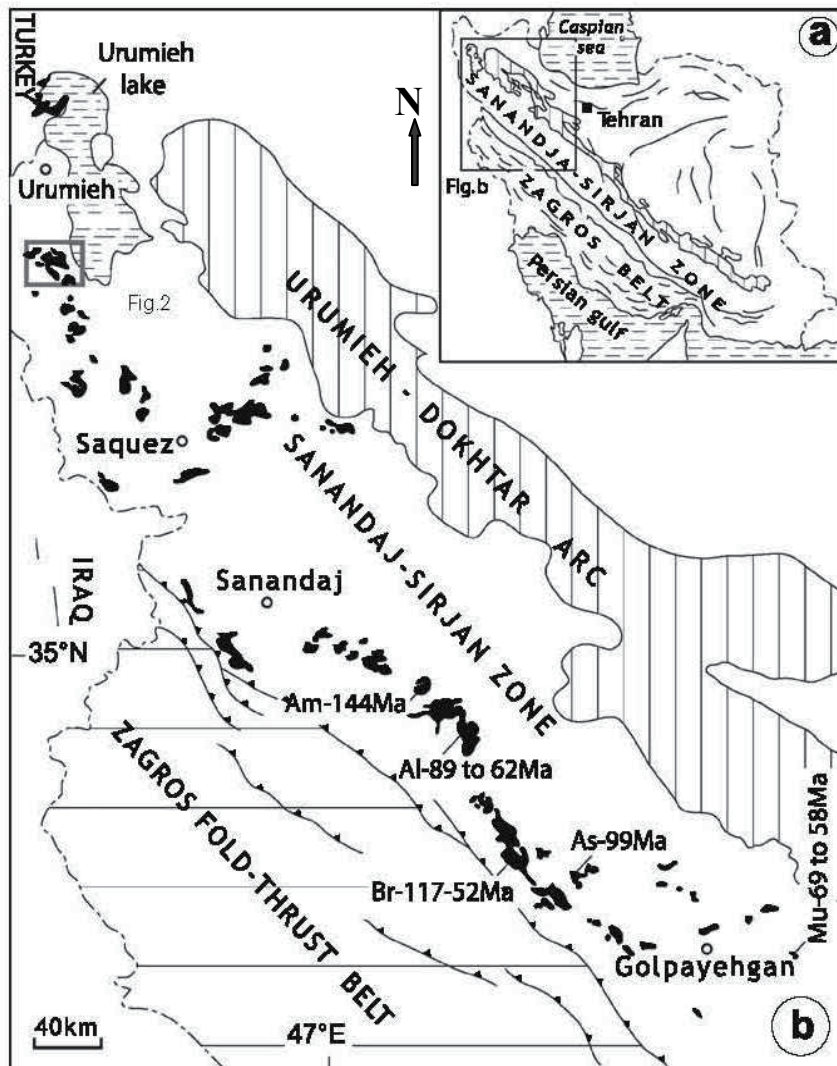 TURKEY
Urumieh
lake
N
Urumieh
Fig.2
a
Caspian
sea
Tehran
Fig.b
SANANDJA-SIRJAN ZONE
ZAGROS BELT
Persian gulf
URUMIEH - DOKHTAR ARC
Saquez
SANANDAJ-SIRJAN ZONE
IRAQ
Sanandaj
35°N
Am-144Ma
Al-89 to 62Ma
ZAGROS FOLD-THRUST BELT
As-99Ma
Br-117-52Ma
Mu-69 to 58Ma
Golpayehgan
40km
47°E
b